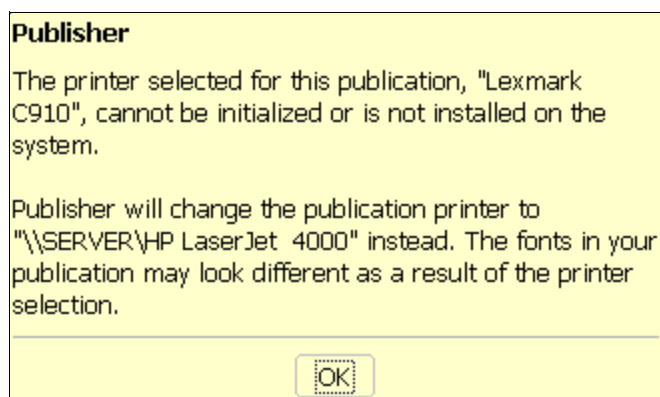 Publisher
The printer selected for this publication, "Lexmark
C910", cannot be initialized or is not installed on the
system.
Publisher will change the publication printer to
"\\SERVER\HP LaserJet  4000" instead. The fonts in your
publication may look different as a result of the printer
selection.
OK